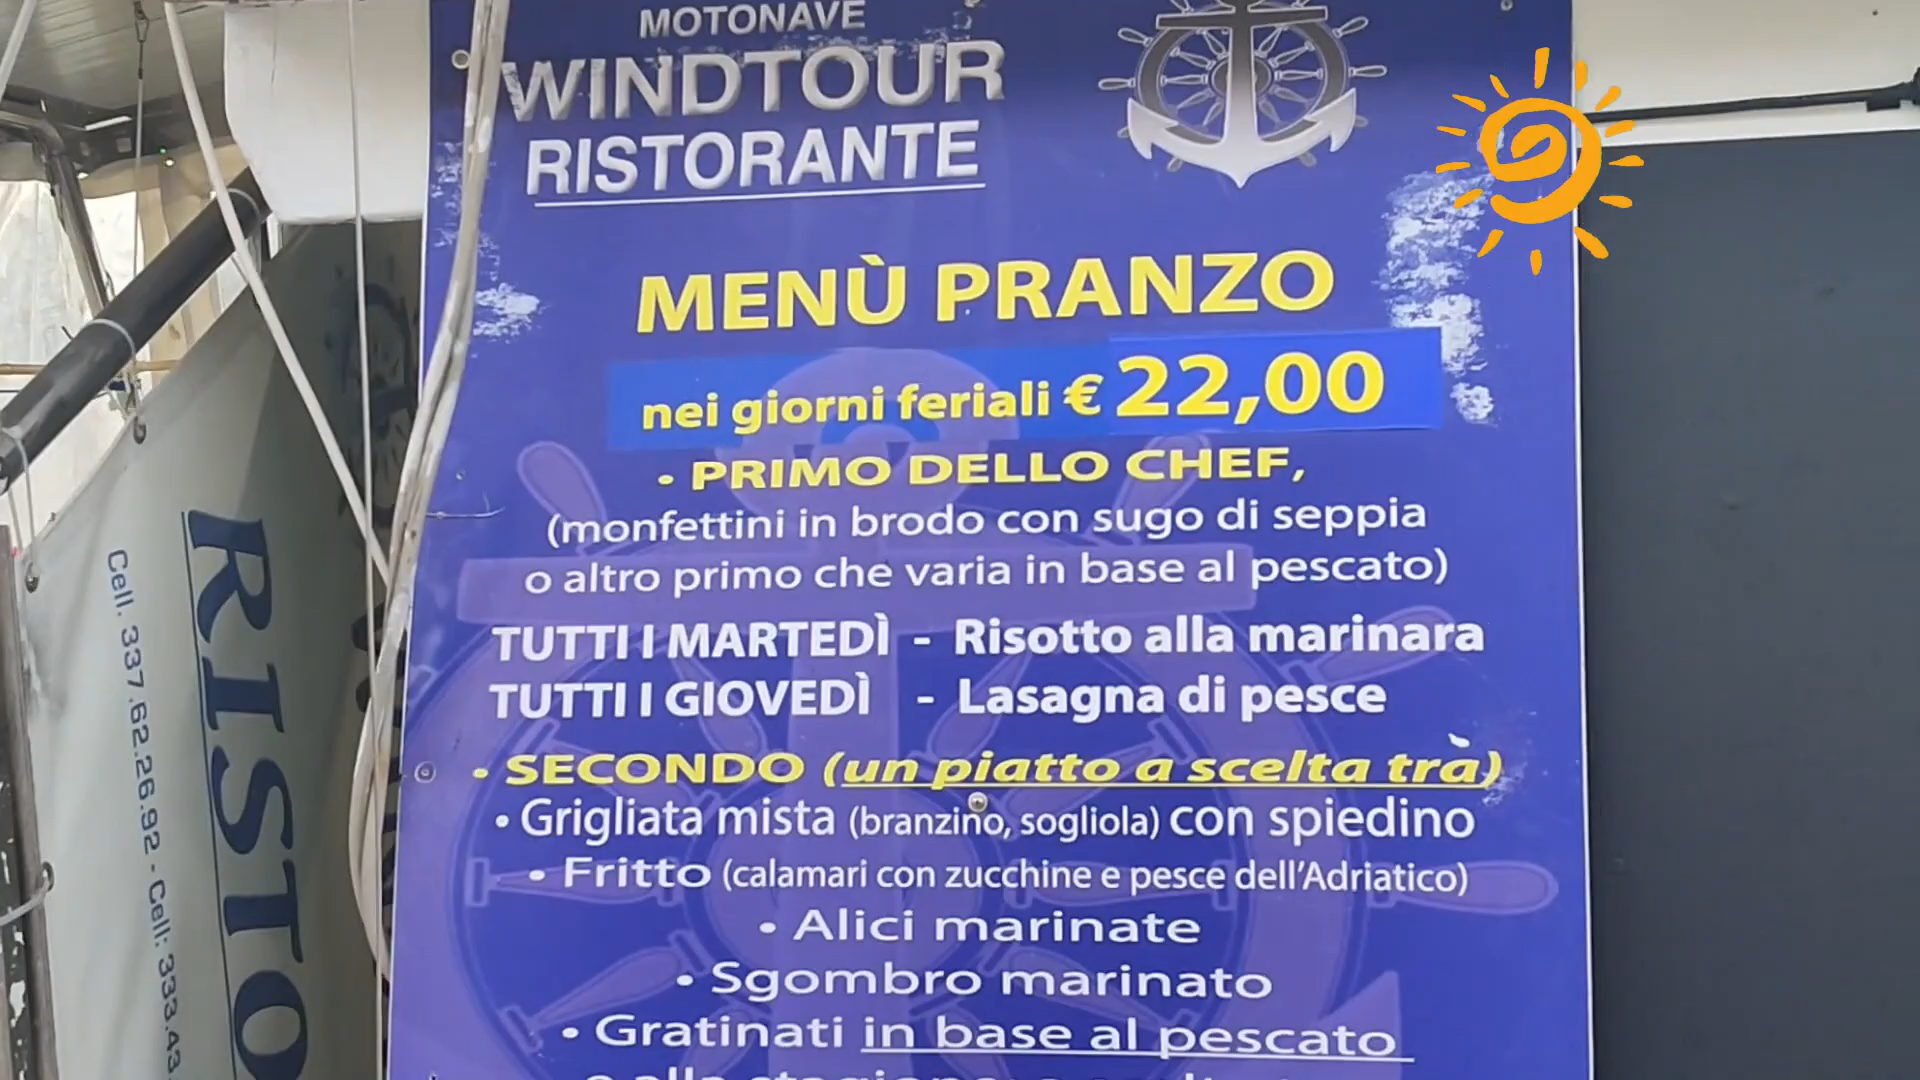 MOTONAVE
WINDTOUR
RISTORANTE
MENÙ PRANZO
nei giorni feriali € 22,00
• PRIMO DELLO CHEF,
(monfettini in brodo con sugo di seppia
o altro primo che varia in base al pescato)
TUTTI I MARTEDÌ - Risotto alla marinara
TUTTI I GIOVEDÌ - Lasagna di pesce
• SECONDO (un piatto a scelta trà)
• Grigliata mista (branzino, sogliola) con spiedino
• Fritto (calamari con zucchine e pesce dell'Adriatico)
• Alici marinate
• Sgombro marinato
• Gratinati in base al pescato
RISTO
Cell. 337.62.26.92 - Cell: 333.43